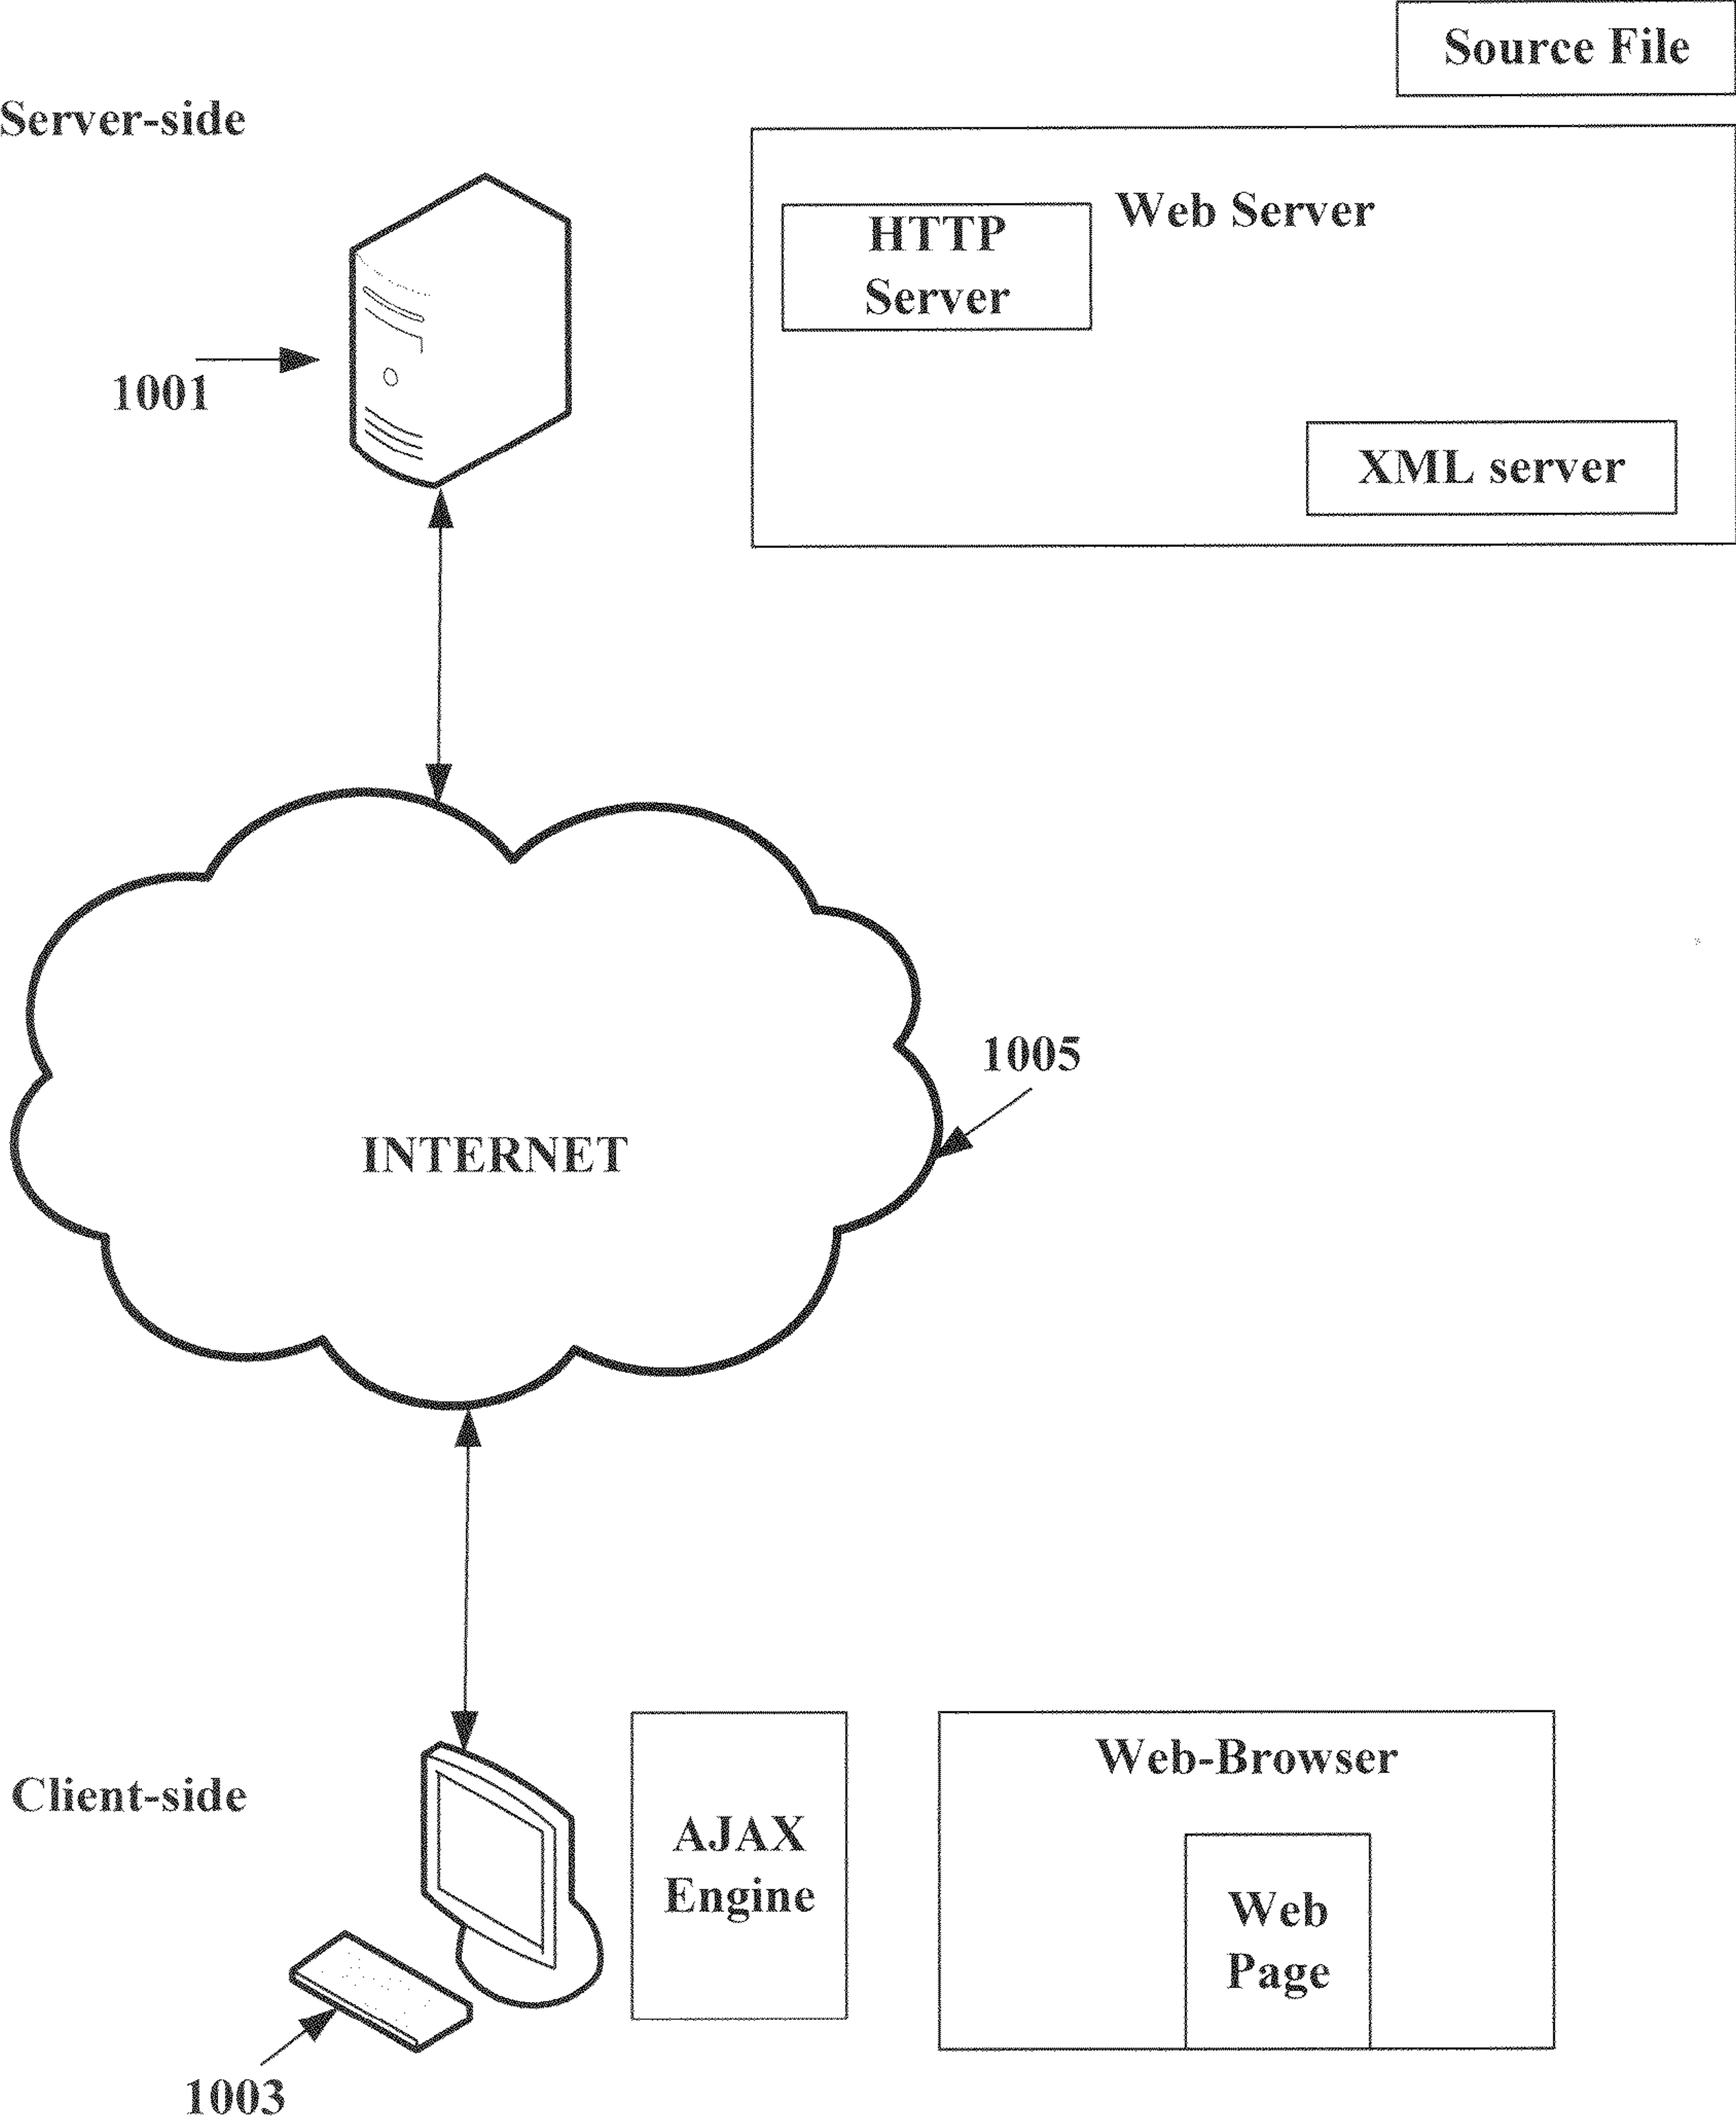 Source File
Server-side
Web Server
HTTP
Server
1001
XML server
1005
INTERNET
Web-Browser
Client-side
AJAX
Engine
Web
Page
1003